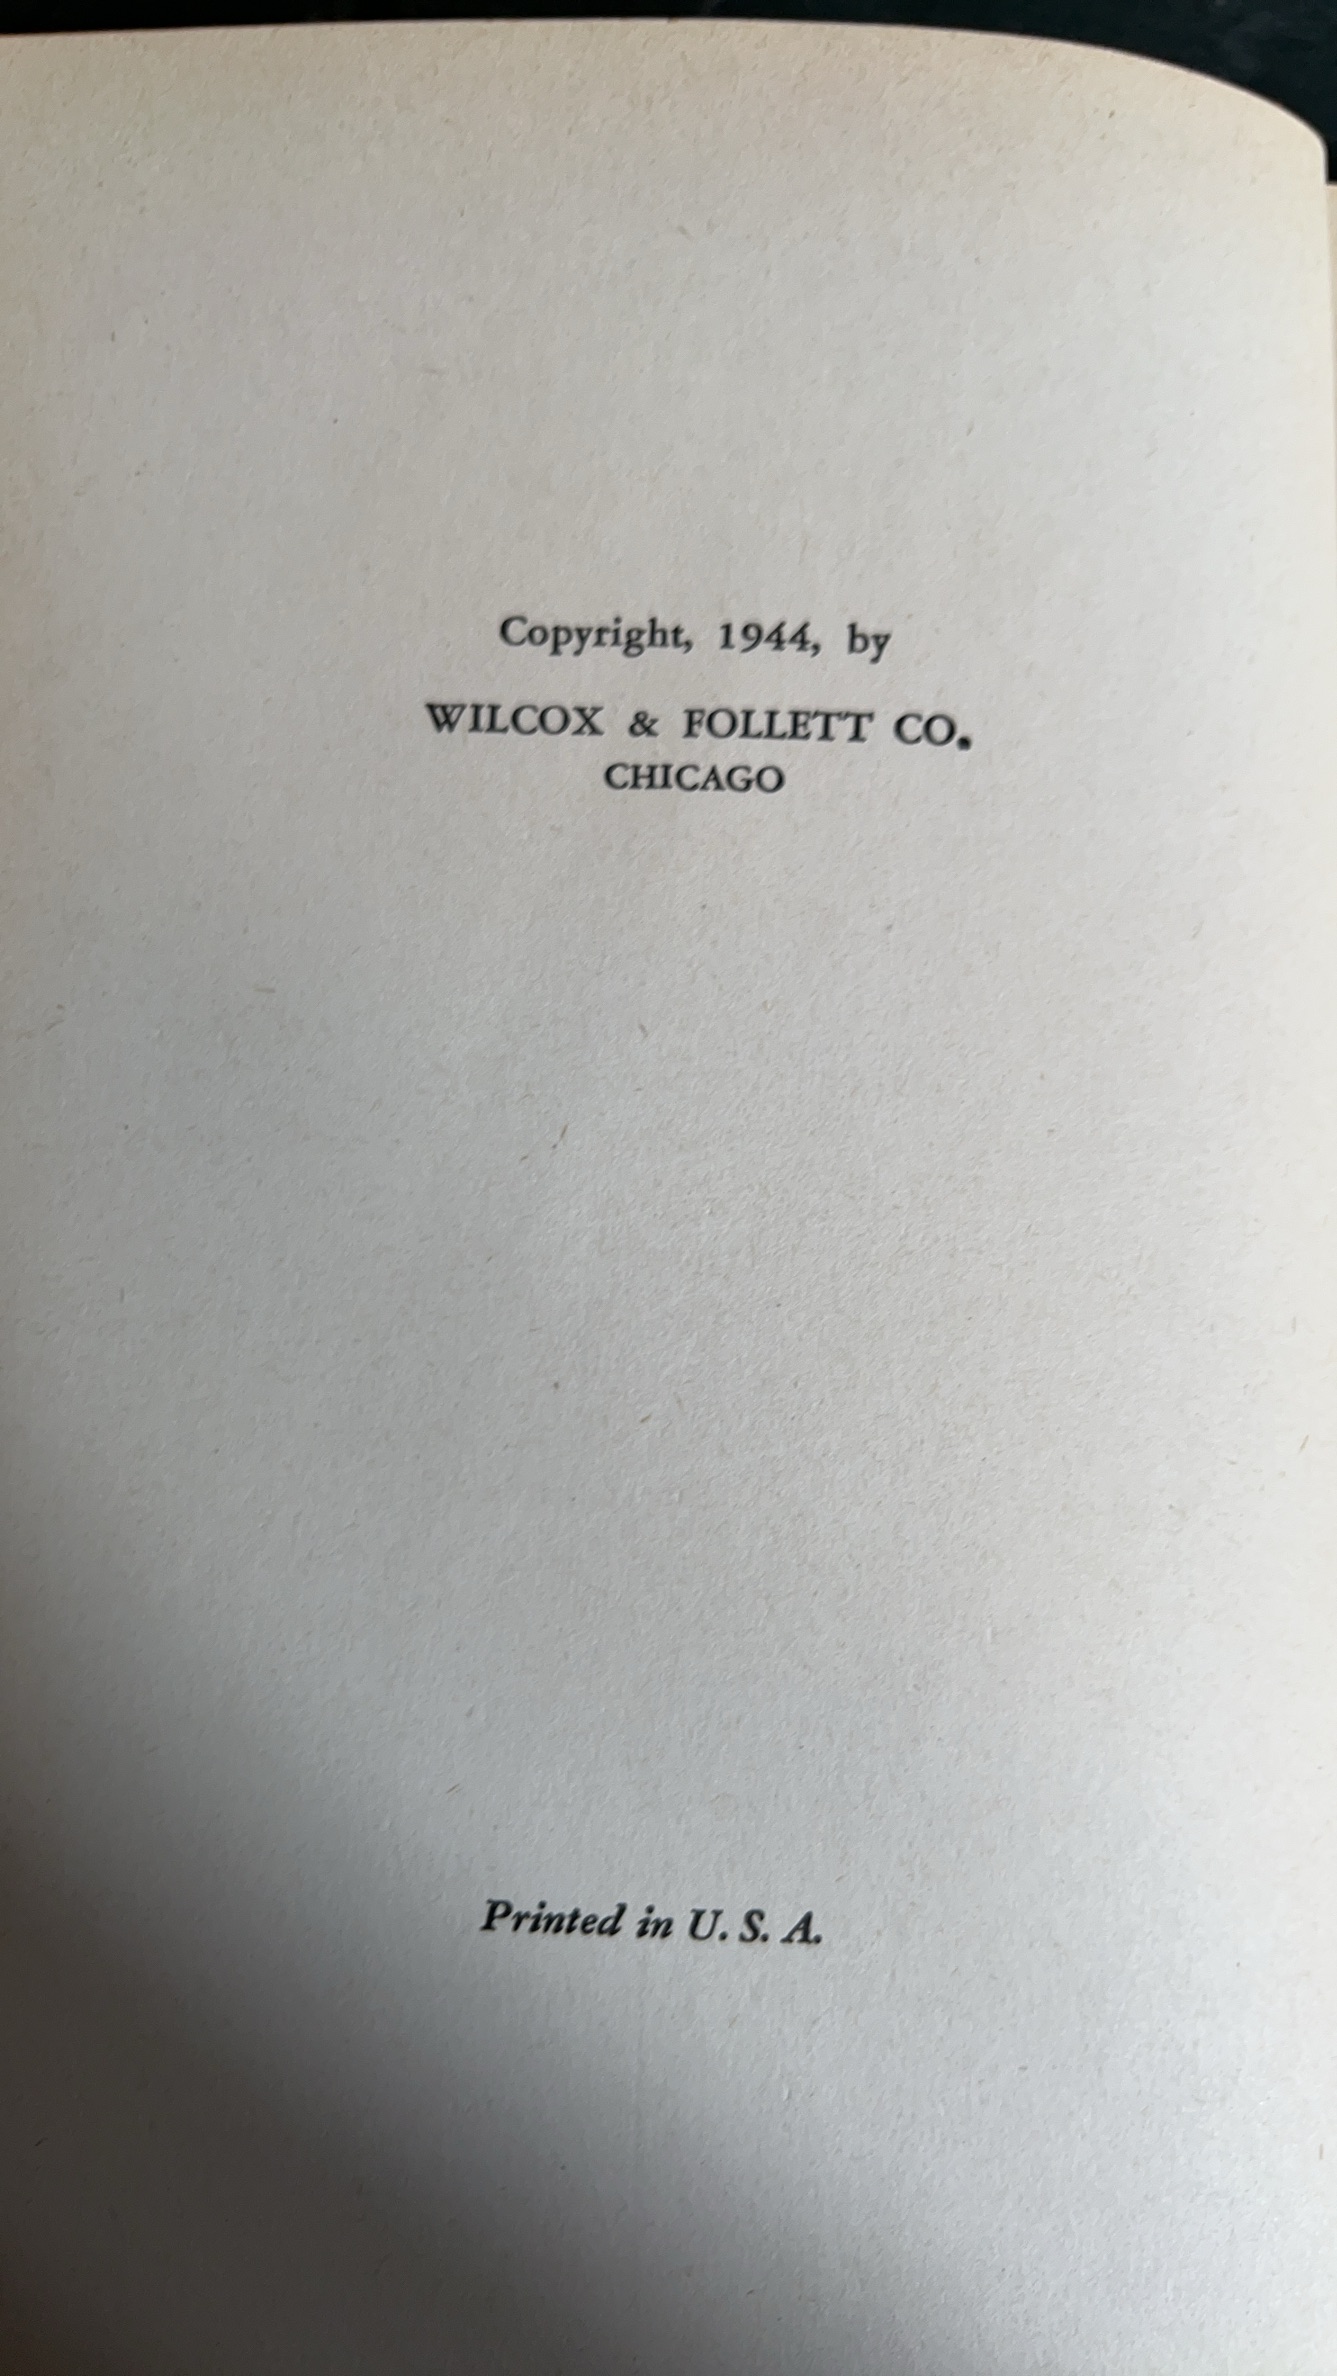 Copyright, 1944, by
WILCOX & FOLLETT CO.
CHICAGO
Printed in U. S. A.